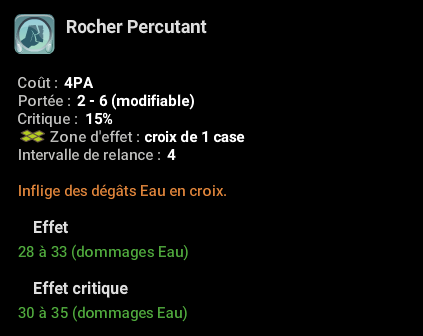 Rocher Percutant
Coût : 4PA
Portée : 2 - 6 (modifiable)
Critique : 15%
Zone d'effet : croix de 1 case
Intervalle de relance : 4
Inflige des dégâts Eau en croix.
Effet
28 à 33 (dommages Eau)
Effet critique
30 à 35 (dommages Eau)